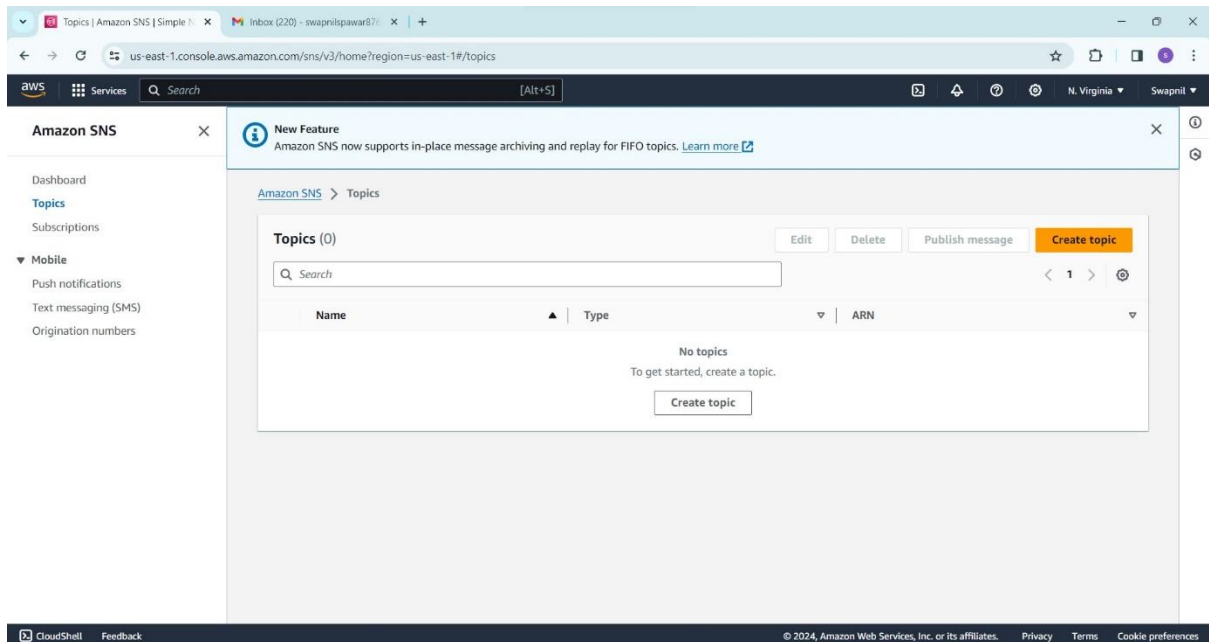 Topics | Amazon SNS | Simple N
Inbox (220) - swapnilspawar876
us-east-1.console.aws.amazon.com/sns/v3/home?region=us-east-1#/topics
S
aws Services Search [Alt+S] N. Virginia Swapnil
Amazon SNS
Dashboard
Topics
Subscriptions
Mobile
Push notifications
Text messaging (SMS)
Origination numbers
New Feature
Amazon SNS now supports in-place message archiving and replay for FIFO topics. Learn more
Amazon SNS > Topics
Topics (0) Edit Delete Publish message Create topic
Search < 1 >
Name Type ARN
No topics
To get started, create a topic.
Create topic
CloudShell Feedback © 2024, Amazon Web Services, Inc. or its affiliates. Privacy Terms Cookie preferences